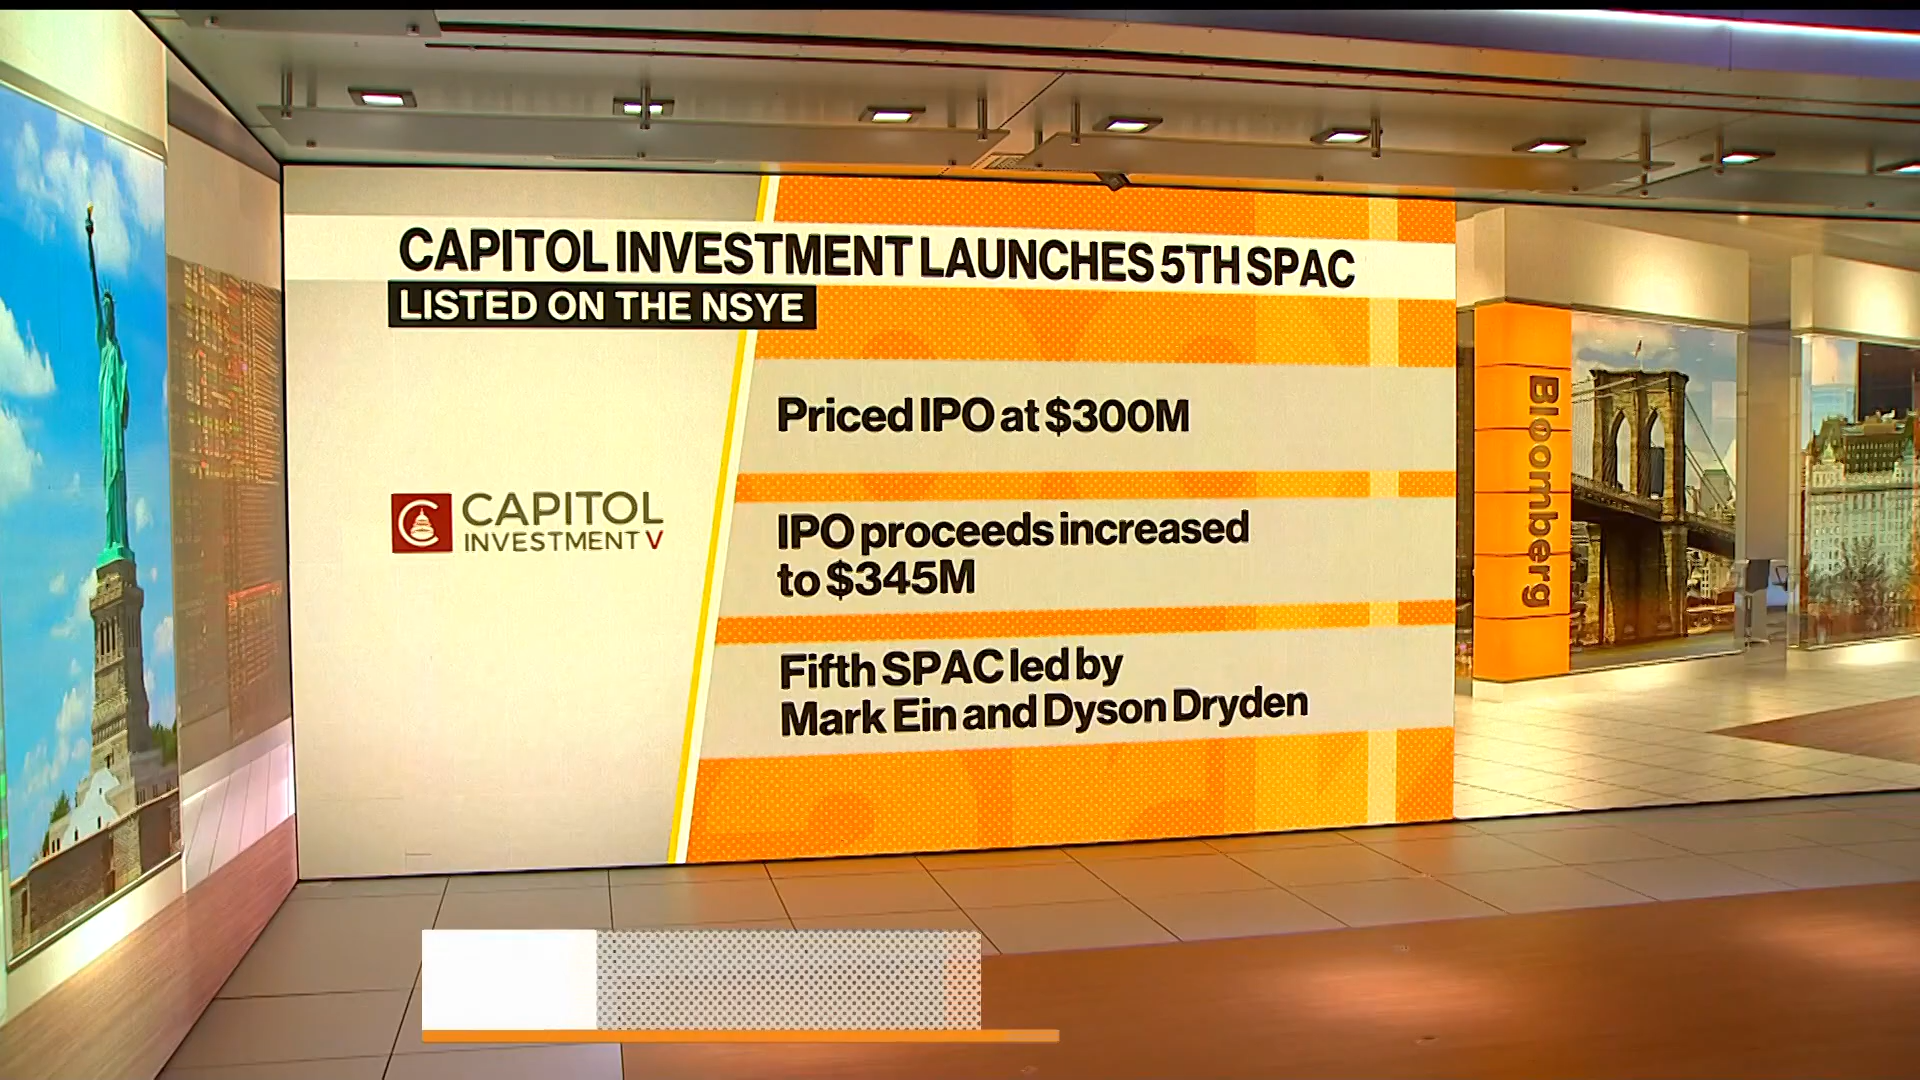 CAPITOL INVESTMENT LAUNCHES 5TH SPAC
LISTED ON THE NSYE
Priced IPO at $300M
CAPITOL
INVESTMENT V
IPO proceeds increased
to $345M
Fifth SPAC led by
Mark Ein and Dyson Dryden
Bloomberg